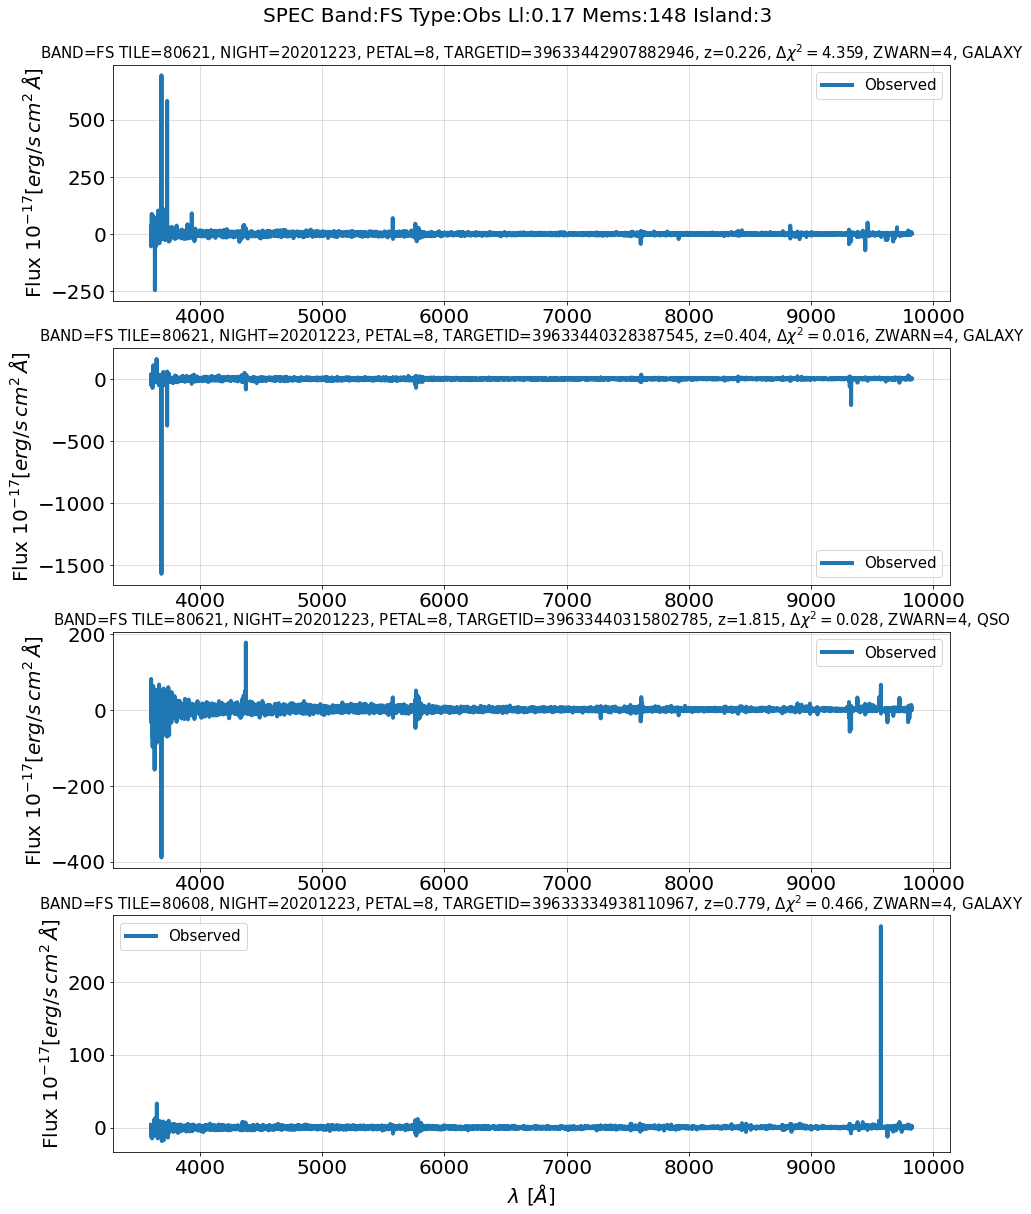 SPEC Band:FS Type:Obs Ll:0.17 Mems:148 Island:3
BAND=FS TILE=80621, NIGHT=20201223, PETAL=8, TARGETID=39633442907882946, z=0.226, Δχ² = 4.359, ZWARN=4, GALAXY
Flux 10⁻¹⁷[erg/s cm² Å]
500
250
0
−250
Observed
4000 5000 6000 7000 8000 9000 10000
BAND=FS TILE=80621, NIGHT=20201223, PETAL=8, TARGETID=39633440328387545, z=0.404, Δχ² = 0.016, ZWARN=4, GALAXY
Flux 10⁻¹⁷[erg/s cm² Å]
0
−500
−1000
−1500
Observed
4000 5000 6000 7000 8000 9000 10000
BAND=FS TILE=80621, NIGHT=20201223, PETAL=8, TARGETID=39633440315802785, z=1.815, Δχ² = 0.028, ZWARN=4, QSO
Flux 10⁻¹⁷[erg/s cm² Å]
200
0
−200
−400
Observed
4000 5000 6000 7000 8000 9000 10000
BAND=FS TILE=80608, NIGHT=20201223, PETAL=8, TARGETID=39633334938110967, z=0.779, Δχ² = 0.466, ZWARN=4, GALAXY
Flux 10⁻¹⁷[erg/s cm² Å]
200
100
0
Observed
4000 5000 6000 7000 8000 9000 10000
λ [Å]